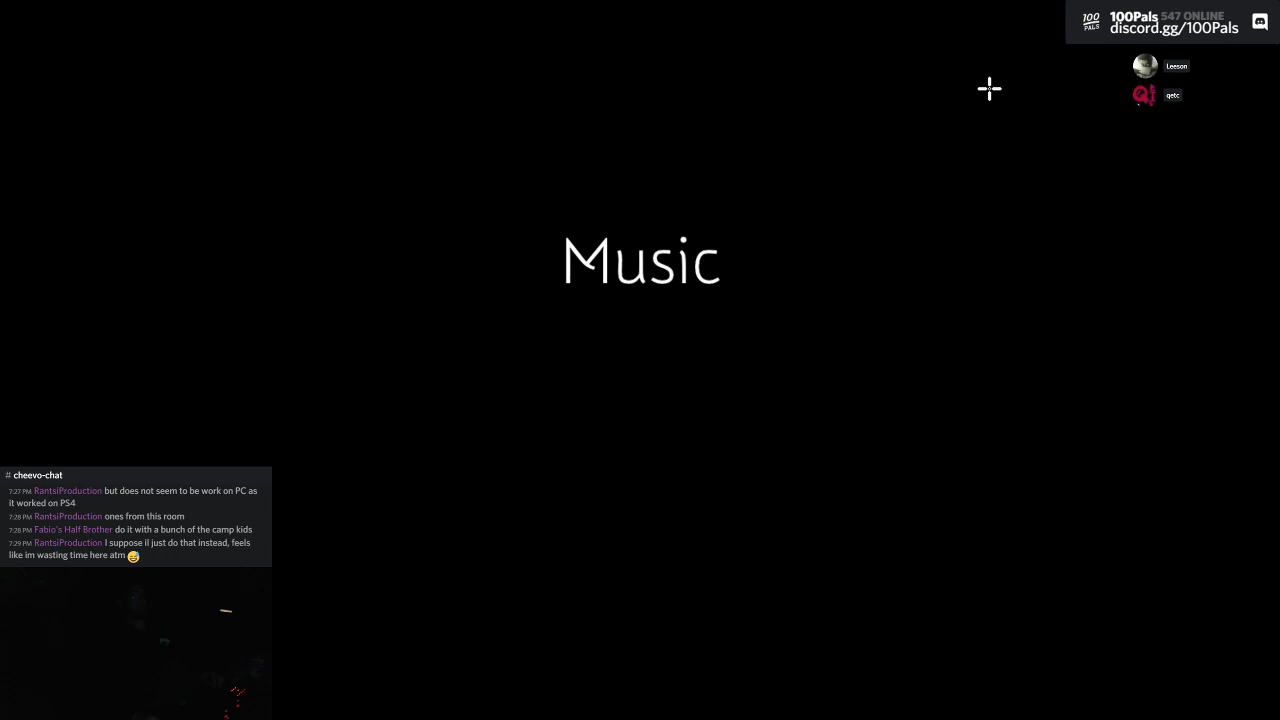 100
PALS
100Pals 547 ONLINE
discord.gg/100Pals
Leeson
qetc
Music
# cheevo-chat
7:27 PM RantsiProduction but does not seem to be work on PC as
it worked on PS4
7:28 PM RantsiProduction ones from this room
7:28 PM Fabio's Half Brother do it with a bunch of the camp kids
7:29 PM RantsiProduction I suppose il just do that instead, feels
like im wasting time here atm